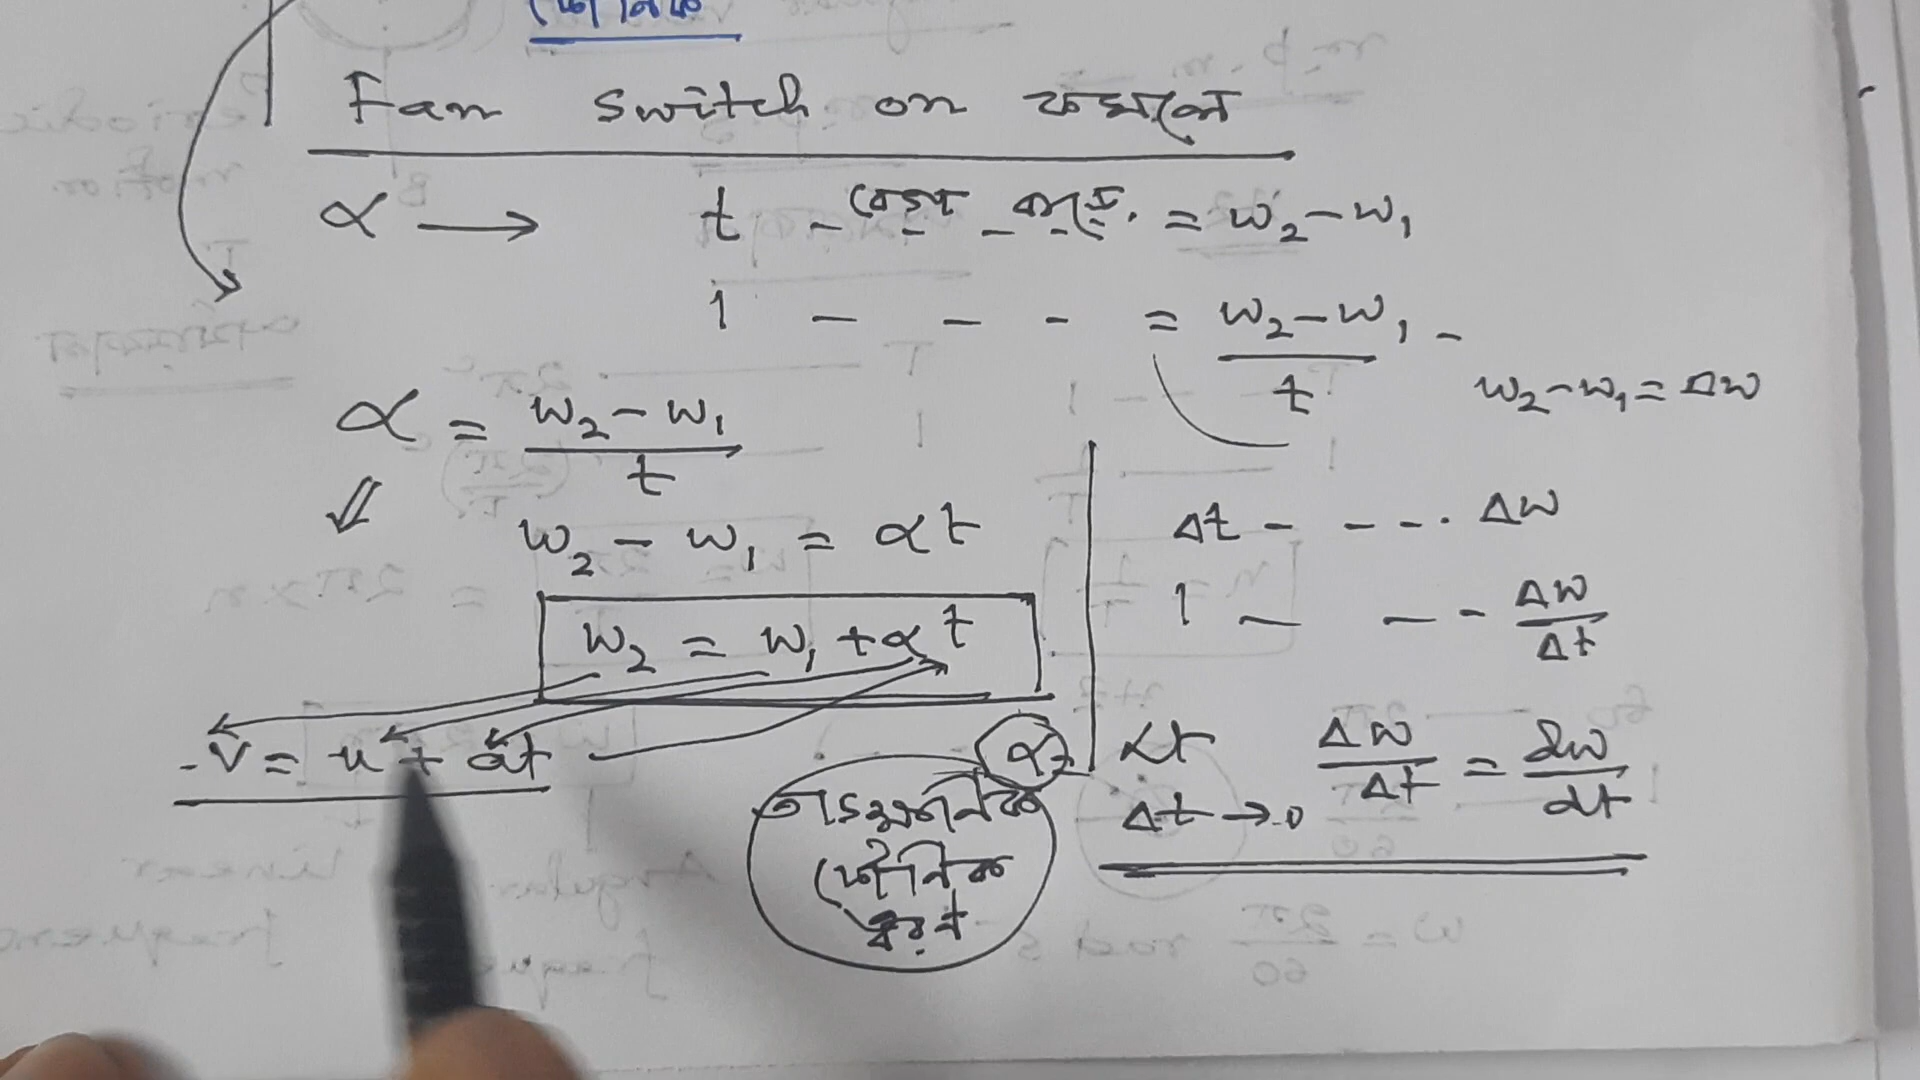 Fan switch on করলে
α → t - বেগ - বাড়ে. = ω₂ - ω₁
1 - - - = (ω₂ - ω₁)/t -
ω₂ - ω₁ = Δω
α = (ω₂ - ω₁)/t
ω₂ - ω₁ = αt
ω₂ = ω₁ + αt
v = u + at
Δt - - - - . Δω
1 - - - Δω/Δt
Lt Δt→0 Δω/Δt = dω/dt
α
তাৎক্ষণিক
কৌনিক
ত্বরণ